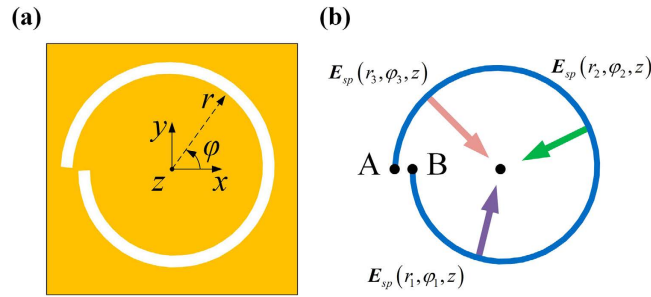 (a)
(b)
r
y
φ
z
x
E_sp(r_3,φ_3,z)
E_sp(r_2,φ_2,z)
A
B
E_sp(r_1,φ_1,z)